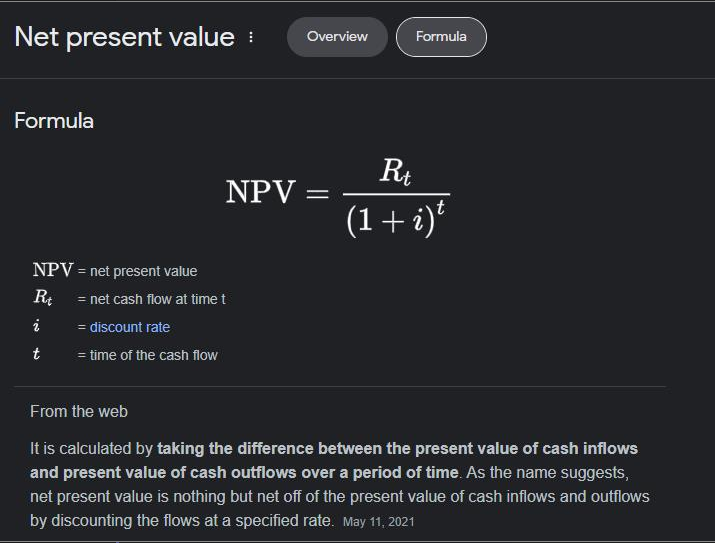 Net present value
Overview
Formula
Formula
NPV = R_t / (1 + i)^t
NPV = net present value
R_t = net cash flow at time t
i = discount rate
t = time of the cash flow
From the web
It is calculated by taking the difference between the present value of cash inflows
and present value of cash outflows over a period of time. As the name suggests,
net present value is nothing but net off of the present value of cash inflows and outflows
by discounting the flows at a specified rate. May 11, 2021